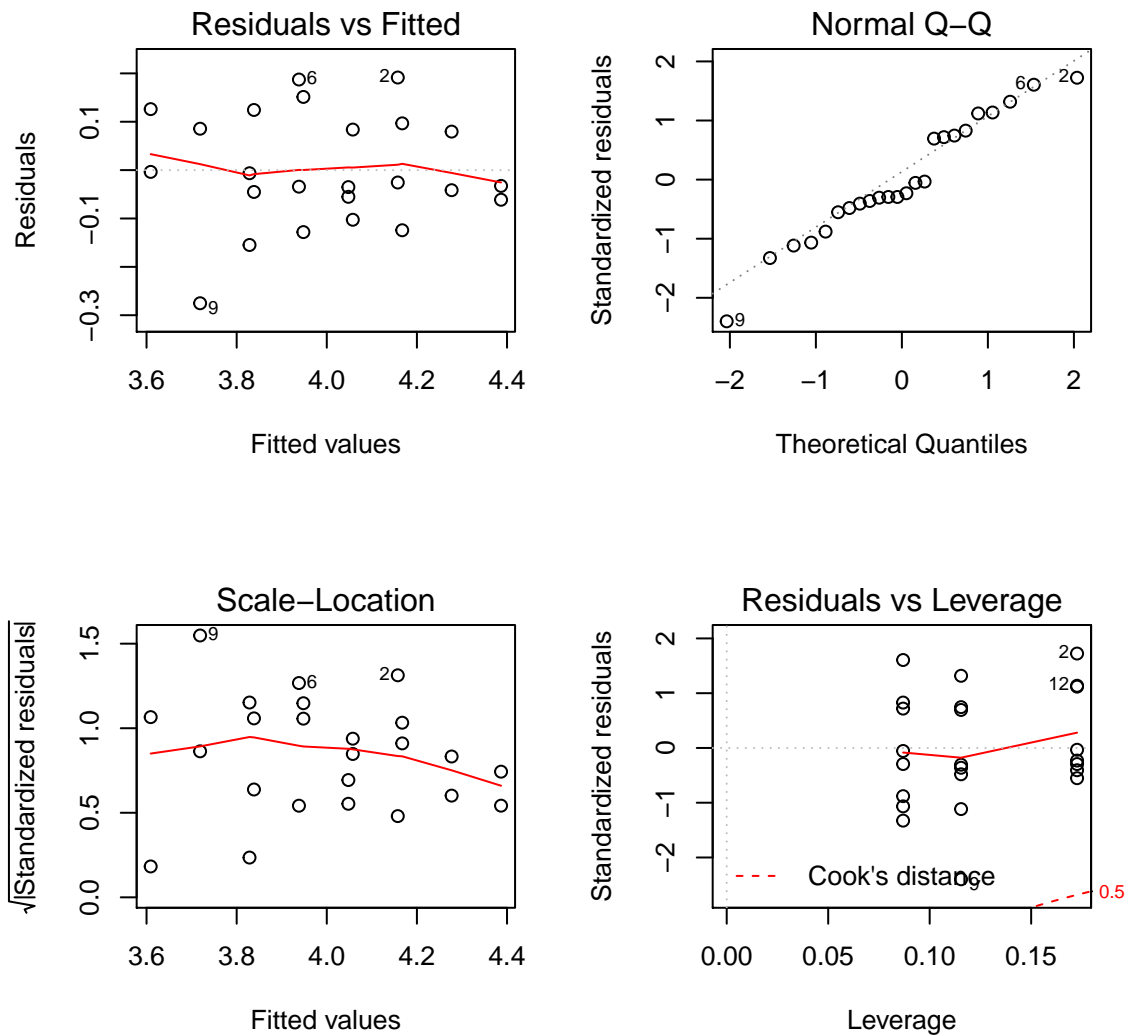 Residuals vs Fitted
Residuals
0.1
−0.1
−0.3
6
2
9
3.6 3.8 4.0 4.2 4.4
Fitted values
Normal Q−Q
Standardized residuals
2
1
0
−1
−2
6
2
9
−2 −1 0 1 2
Theoretical Quantiles
Scale−Location
√|Standardized residuals|
1.5
1.0
0.5
0.0
9
6
2
3.6 3.8 4.0 4.2 4.4
Fitted values
Residuals vs Leverage
Standardized residuals
2
1
0
−1
−2
2
12
9
Cook's distance
0.5
0.00 0.05 0.10 0.15
Leverage